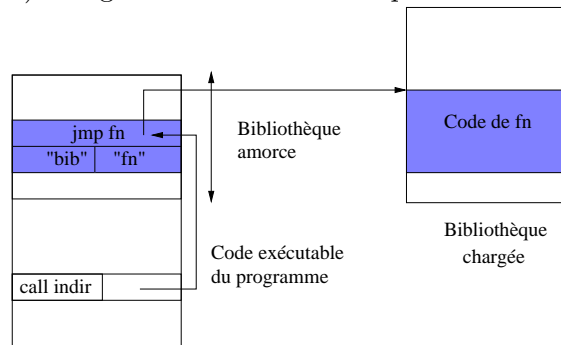 jmp fn
"bib" "fn"
Bibliothèque
amorce
Code de fn
Bibliothèque
chargée
Code exécutable
du programme
call indir